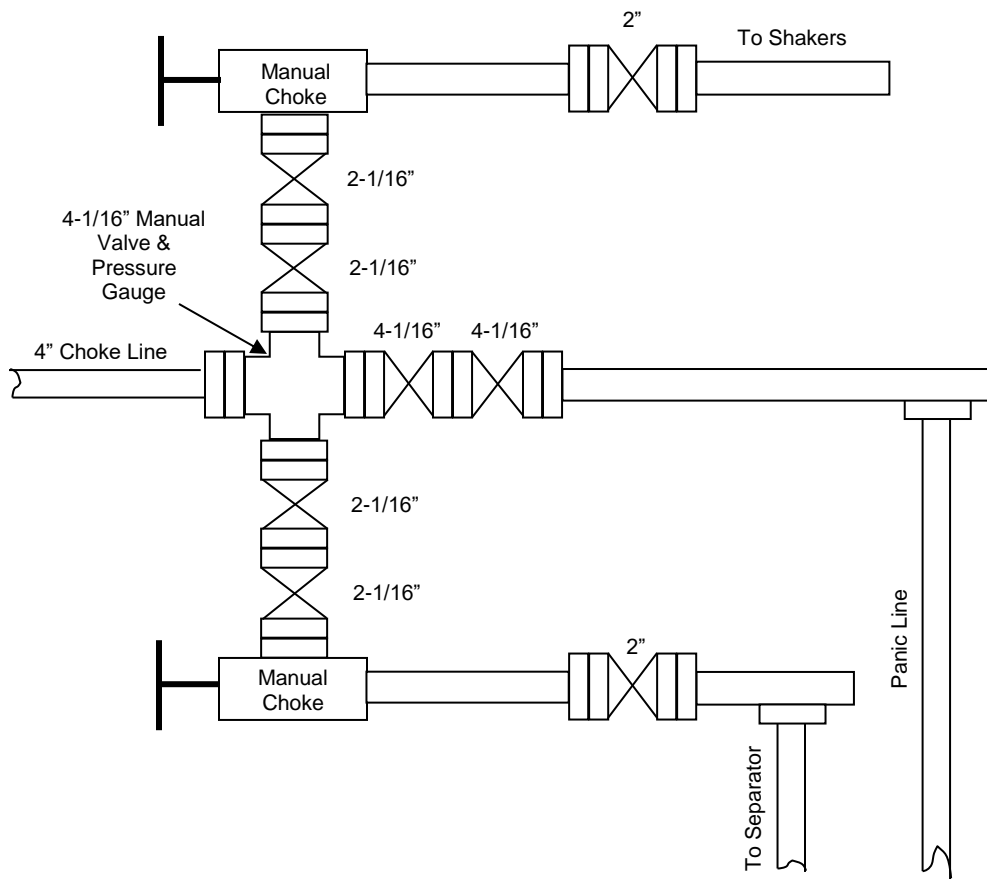 2”
To Shakers
Manual
Choke
2-1/16”
4-1/16” Manual
Valve &
Pressure
Gauge
2-1/16”
4-1/16”
4-1/16”
4” Choke Line
2-1/16”
2-1/16”
2”
Manual
Choke
Panic Line
To Separator